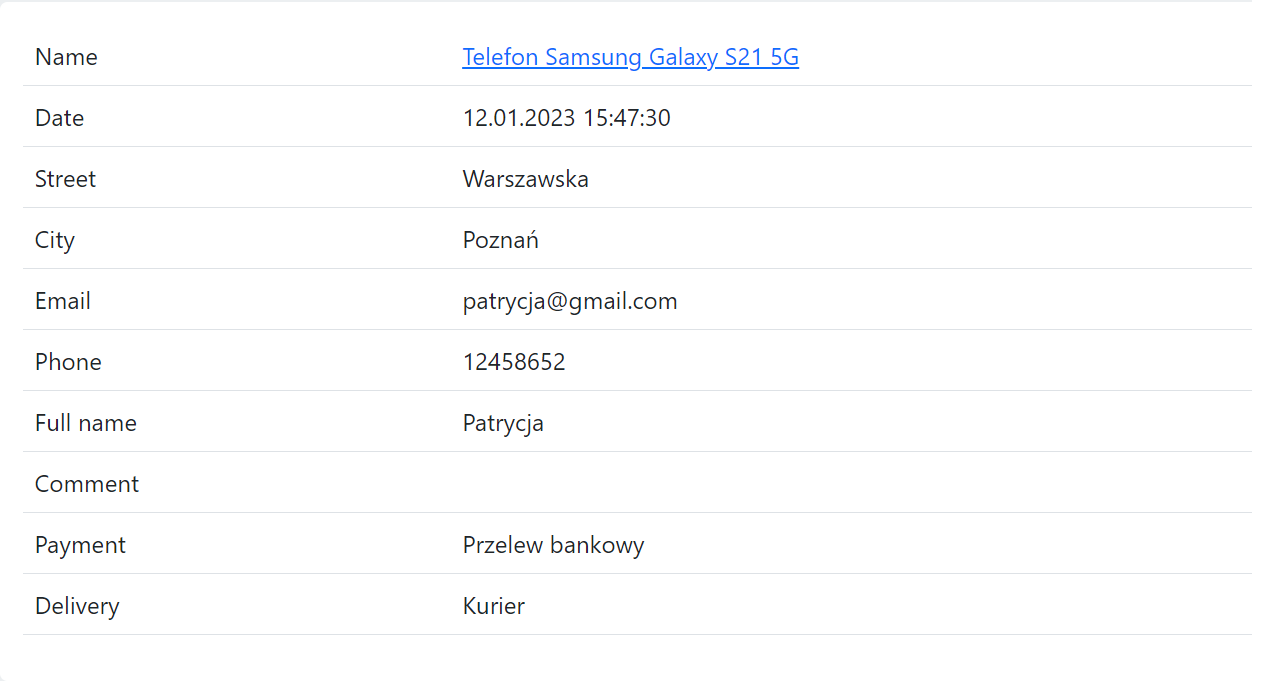 Name Telefon Samsung Galaxy S21 5G
Date 12.01.2023 15:47:30
Street Warszawska
City Poznań
Email patrycja@gmail.com
Phone 12458652
Full name Patrycja
Comment
Payment Przelew bankowy
Delivery Kurier